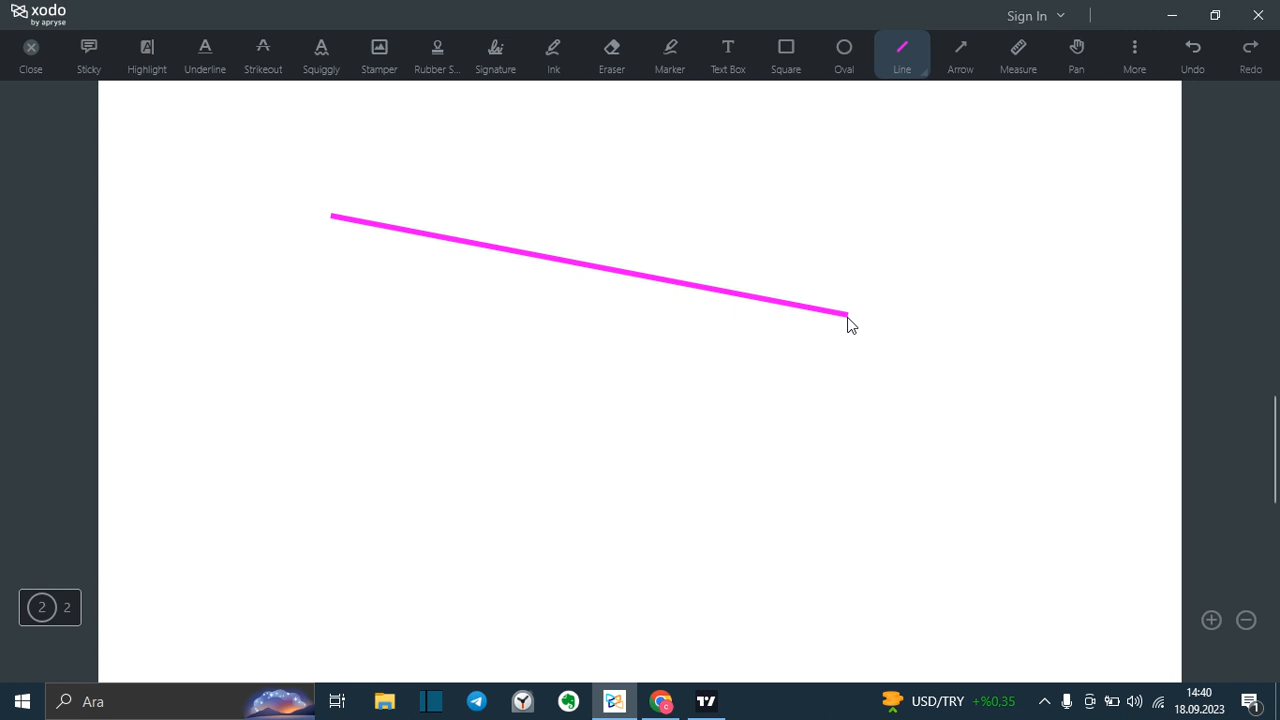 xodo
by apryse
Sign In
Close
Sticky
Highlight
Underline
Strikeout
Squiggly
Stamper
Rubber S...
Signature
Ink
Eraser
Marker
Text Box
Square
Oval
Line
Arrow
Measure
Pan
More
Undo
Redo
2 2
Ara
USD/TRY +%0,35
14:40
18.09.2023
1